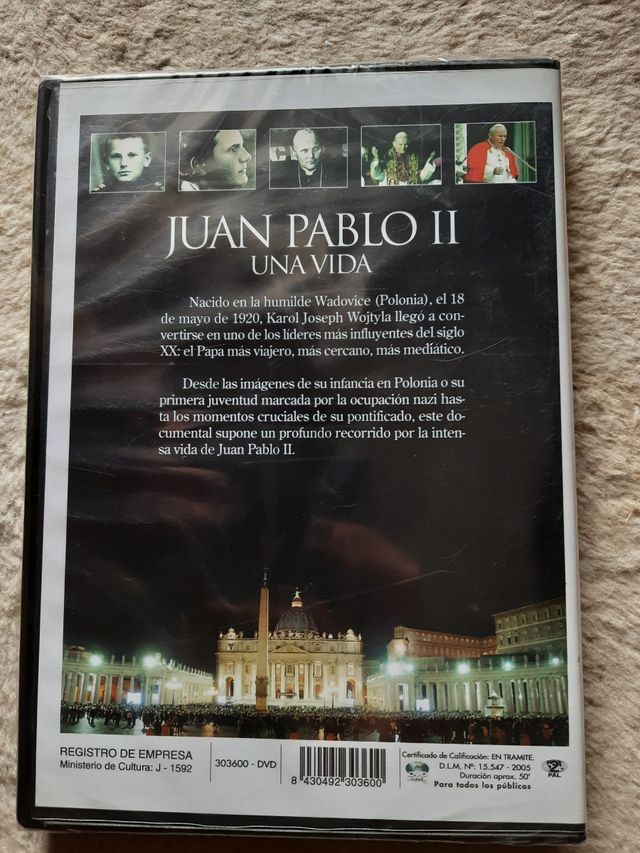 JUAN PABLO II
UNA VIDA
Nacido en la humilde Wadovice (Polonia), el 18
de mayo de 1920, Karol Joseph Wojtyla llegó a con-
vertirse en uno de los líderes más influyentes del siglo
XX: el Papa más viajero, más cercano, más mediático.
Desde las imágenes de su infancia en Polonia o su
primera juventud marcada por la ocupación nazi has-
ta los momentos cruciales de su pontificado, este do-
cumental supone un profundo recorrido por la inten-
sa vida de Juan Pablo II.
REGISTRO DE EMPRESA
Ministerio de Cultura: J - 1592
303600 - DVD
8 430492 303600
Certificado de Calificación: EN TRAMITE.
D.L.M. Nº: 15.547 - 2005
Duración aprox. 50'
Para todos los públicos
2
PAL